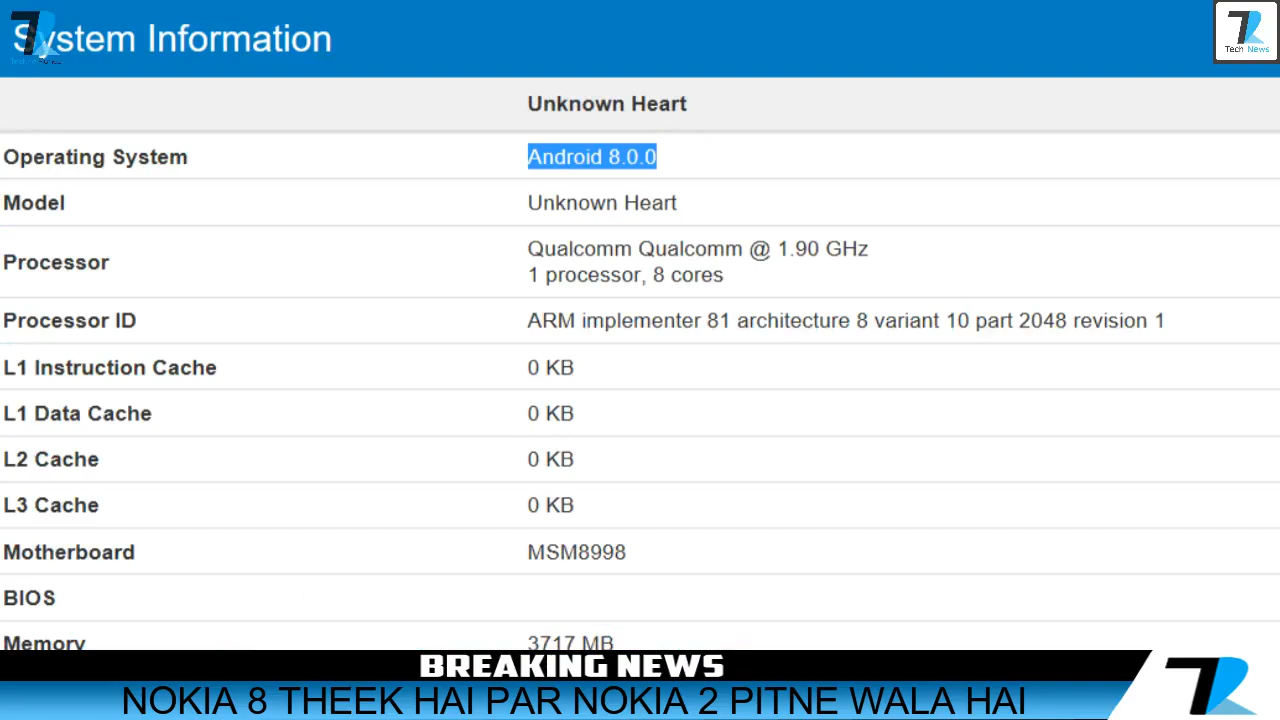 System Information
Tech News
Unknown Heart
Operating System Android 8.0.0
Model Unknown Heart
Processor Qualcomm Qualcomm @ 1.90 GHz
1 processor, 8 cores
Processor ID ARM implementer 81 architecture 8 variant 10 part 2048 revision 1
L1 Instruction Cache 0 KB
L1 Data Cache 0 KB
L2 Cache 0 KB
L3 Cache 0 KB
Motherboard MSM8998
BIOS
Memory 3717 MB
BREAKING NEWS
NOKIA 8 THEEK HAI PAR NOKIA 2 PITNE WALA HAI